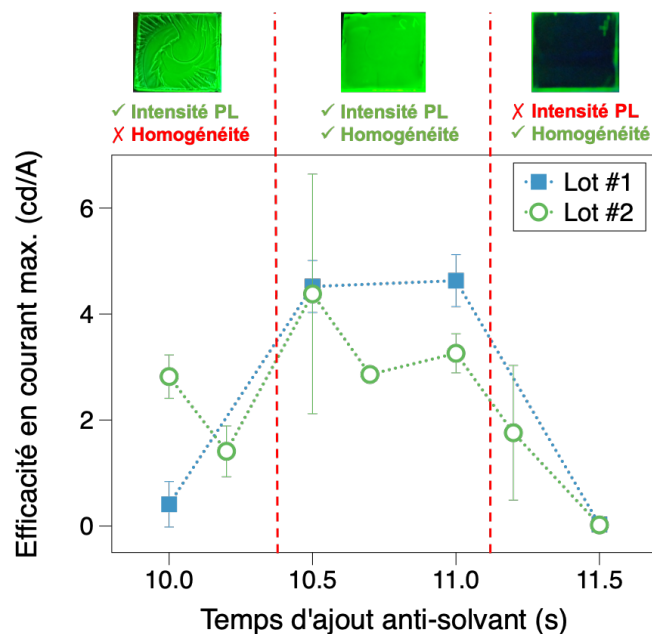 ✓ Intensité PL
✗ Homogénéité
✓ Intensité PL
✓ Homogénéité
✗ Intensité PL
✓ Homogénéité
Efficacité en courant max. (cd/A)
6
4
2
0
Lot #1
Lot #2
10.0 10.5 11.0 11.5
Temps d'ajout anti-solvant (s)